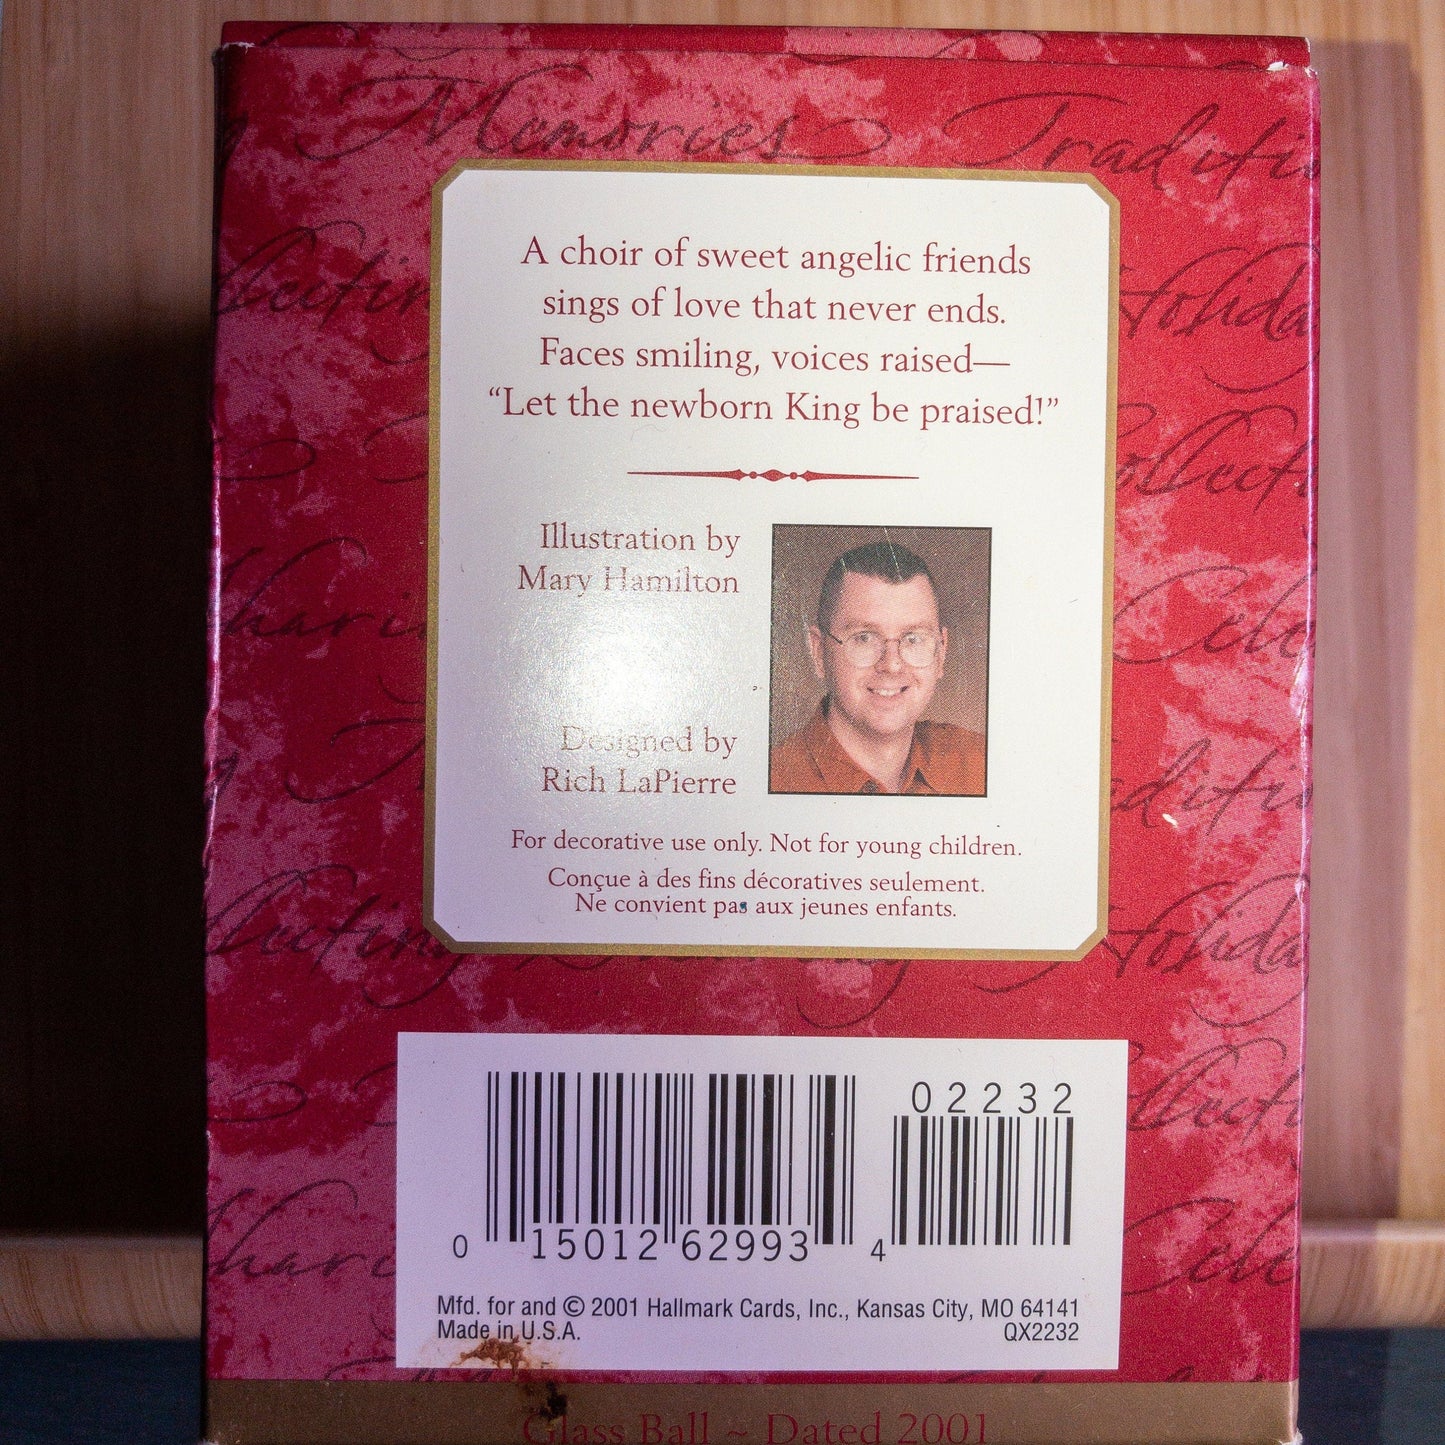 Memories Traditi
A choir of sweet angelic friends
sings of love that never ends.
Faces smiling, voices raised—
“Let the newborn King be praised!”
Illustration by
Mary Hamilton
Designed by
Rich LaPierre
For decorative use only. Not for young children.
Conçue à des fins décoratives seulement.
Ne convient pas aux jeunes enfants.
02232
0 15012 62993 4
Mfd. for and © 2001 Hallmark Cards, Inc., Kansas City, MO 64141
Made in U.S.A. QX2232
Glass Ball ~ Dated 2001